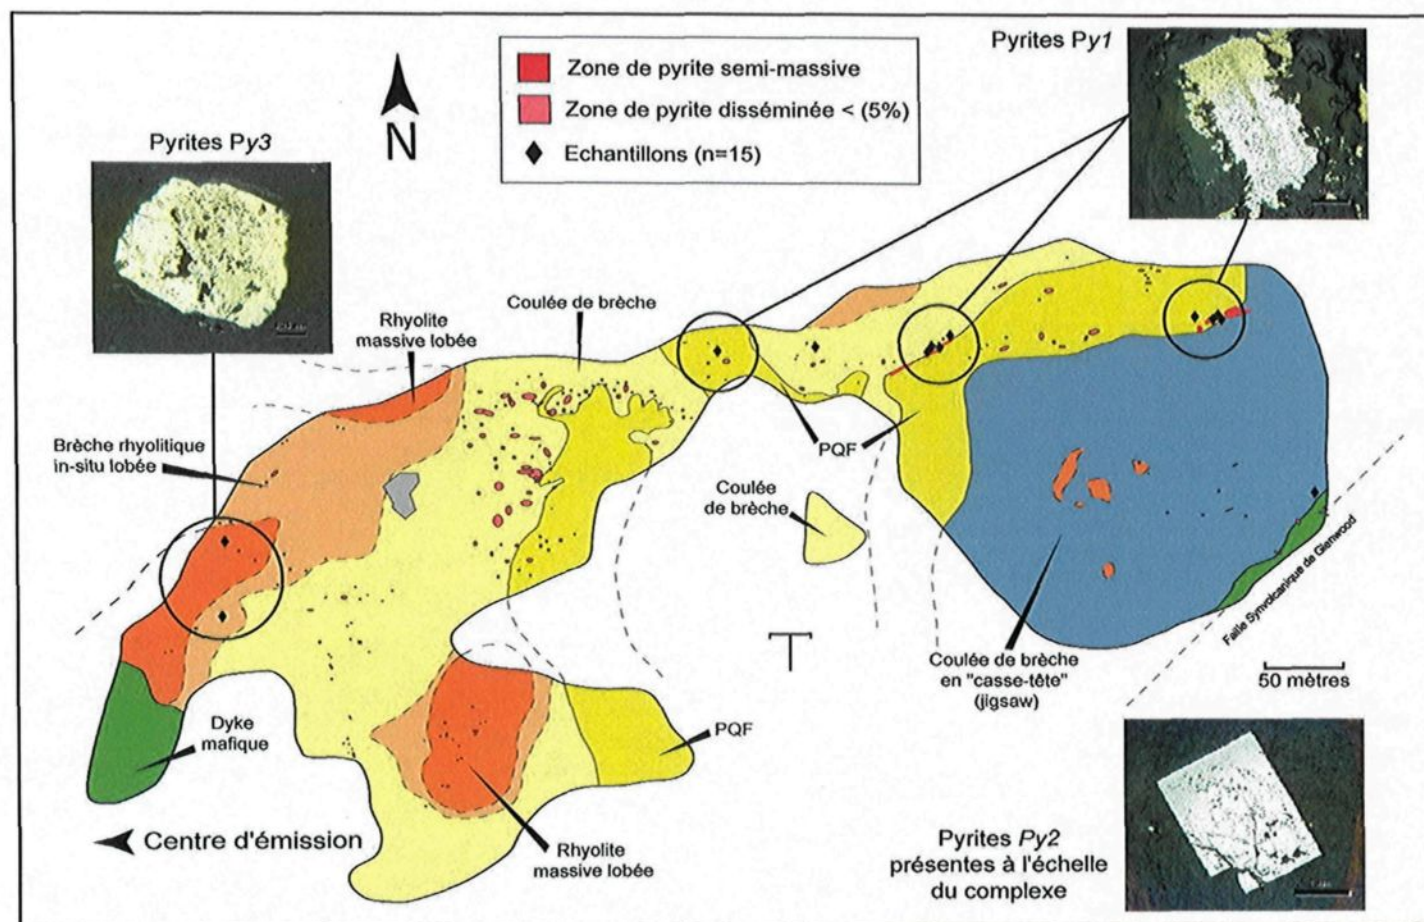 Pyrites Py1
Zone de pyrite semi-massive
Zone de pyrite disséminée < (5%)
Echantillons (n=15)
N
Pyrites Py3
Coulée de brèche
Rhyolite
massive lobée
Brèche rhyolitique
in-situ lobée
PQF
Coulée
de brèche
Faille Synvolcanique de Glenwood
Coulée de brèche
en "casse-tête"
(jigsaw)
50 mètres
Dyke
mafique
PQF
Centre d'émission
Rhyolite
massive lobée
Pyrites Py2
présentes à l'échelle
du complexe